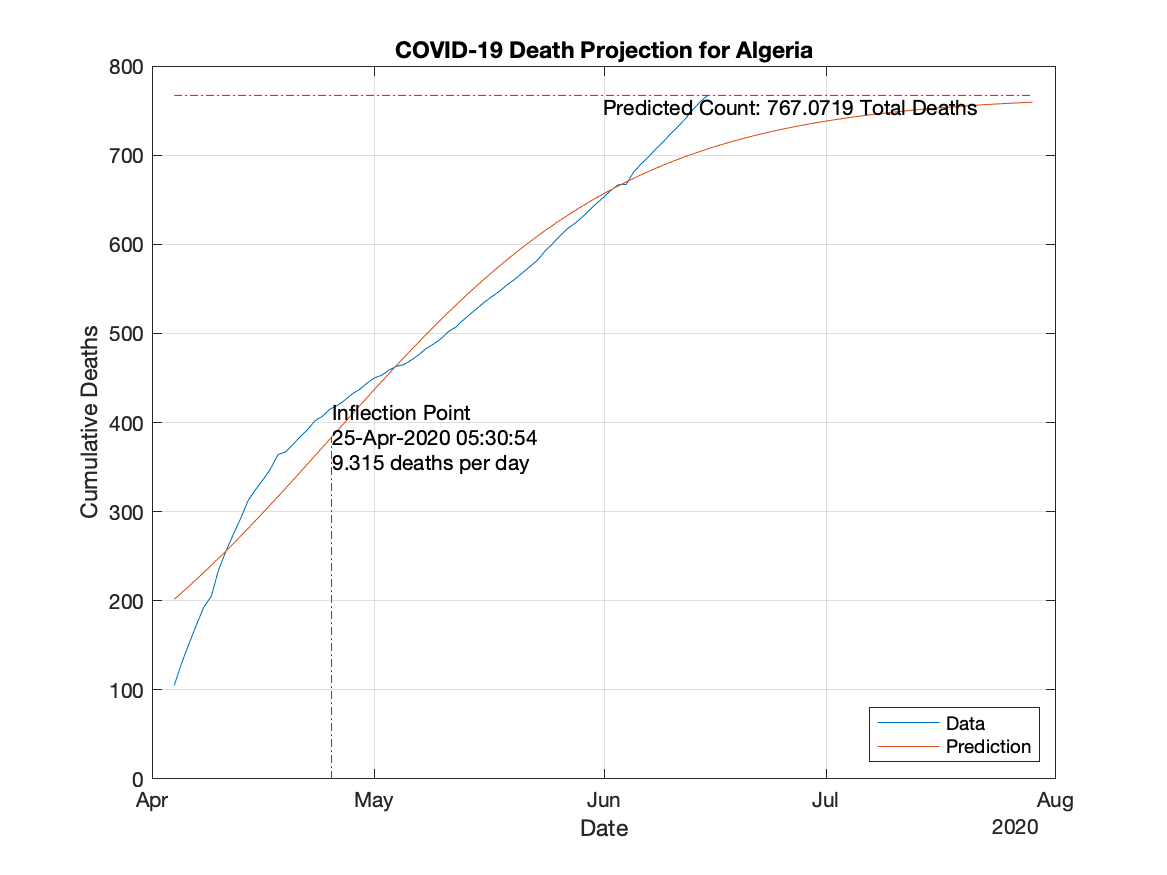 COVID-19 Death Projection for Algeria
800
700
600
500
400
300
200
100
0
Cumulative Deaths
Predicted Count: 767.0719 Total Deaths
Inflection Point
25-Apr-2020 05:30:54
9.315 deaths per day
Data
Prediction
Apr May Jun Jul Aug
Date
2020